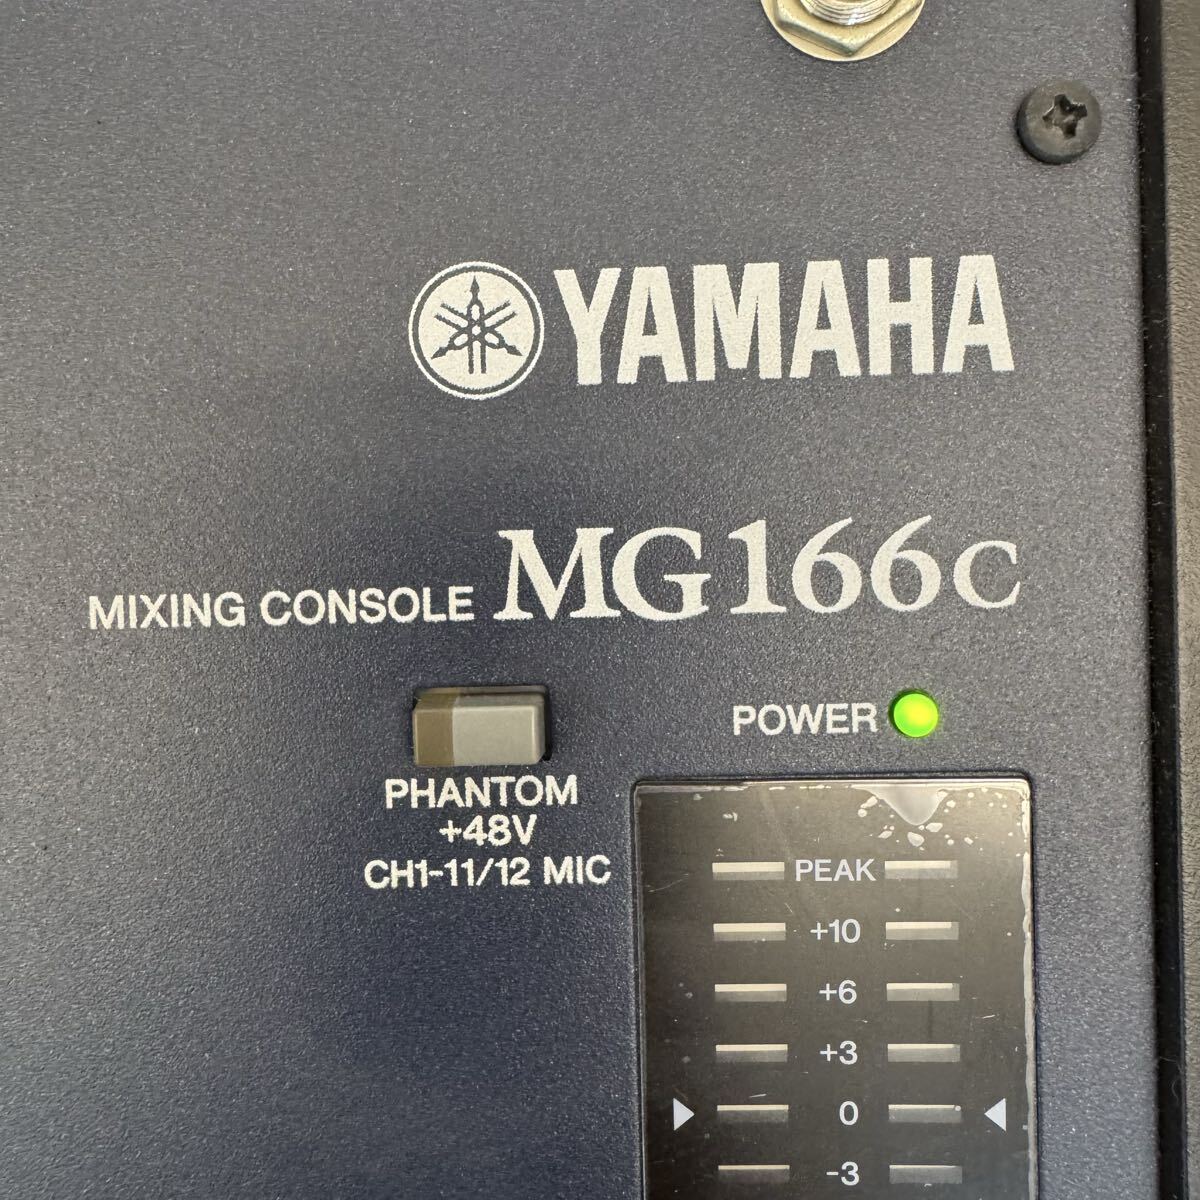 YAMAHA
MIXING CONSOLE MG166C
POWER
PHANTOM
+48V
CH1-11/12 MIC
PEAK
+10
+6
+3
0
-3